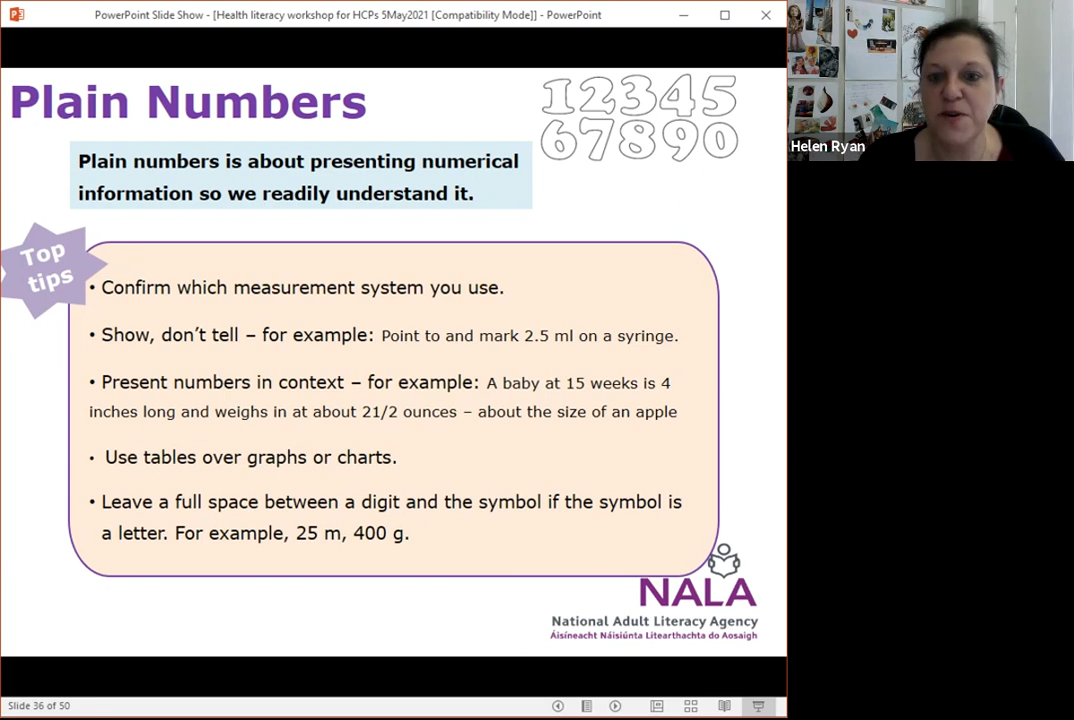 PowerPoint Slide Show - [Health literacy workshop for HCPs 5May2021 [Compatibility Mode]] - PowerPoint
Plain Numbers
12345
67890
Plain numbers is about presenting numerical
information so we readily understand it.
Top
tips
• Confirm which measurement system you use.
• Show, don't tell – for example: Point to and mark 2.5 ml on a syringe.
• Present numbers in context – for example: A baby at 15 weeks is 4
inches long and weighs in at about 21/2 ounces – about the size of an apple
• Use tables over graphs or charts.
• Leave a full space between a digit and the symbol if the symbol is
a letter. For example, 25 m, 400 g.
NALA
National Adult Literacy Agency
Áisíneacht Náisiúnta Litearthachta do Aosaigh
Slide 36 of 50
Helen Ryan